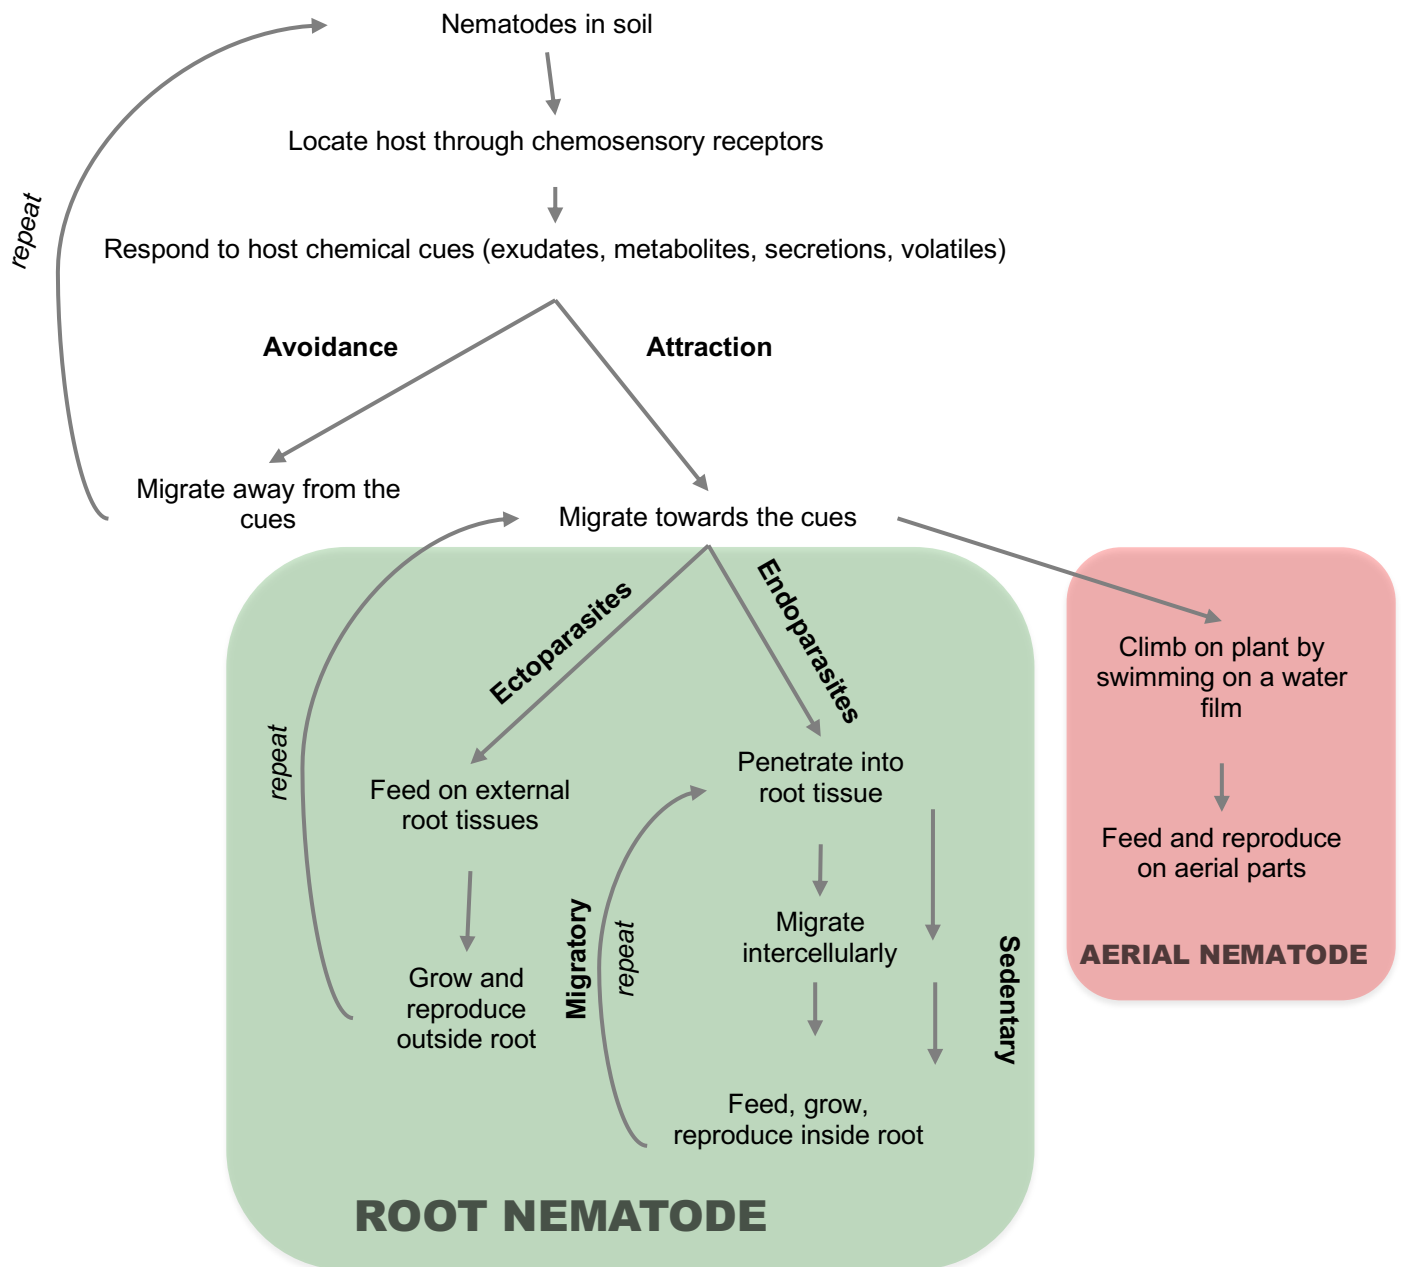 Nematodes in soil
Locate host through chemosensory receptors
repeat
Respond to host chemical cues (exudates, metabolites, secretions, volatiles)
Avoidance
Attraction
Migrate away from the
cues
Migrate towards the cues
Ectoparasites
Endoparasites
repeat
Feed on external
root tissues
Grow and
reproduce
outside root
Penetrate into
root tissue
Migratory
repeat
Migrate
intercellularly
Sedentary
Feed, grow,
reproduce inside root
ROOT NEMATODE
Climb on plant by
swimming on a water
film
Feed and reproduce
on aerial parts
AERIAL NEMATODE